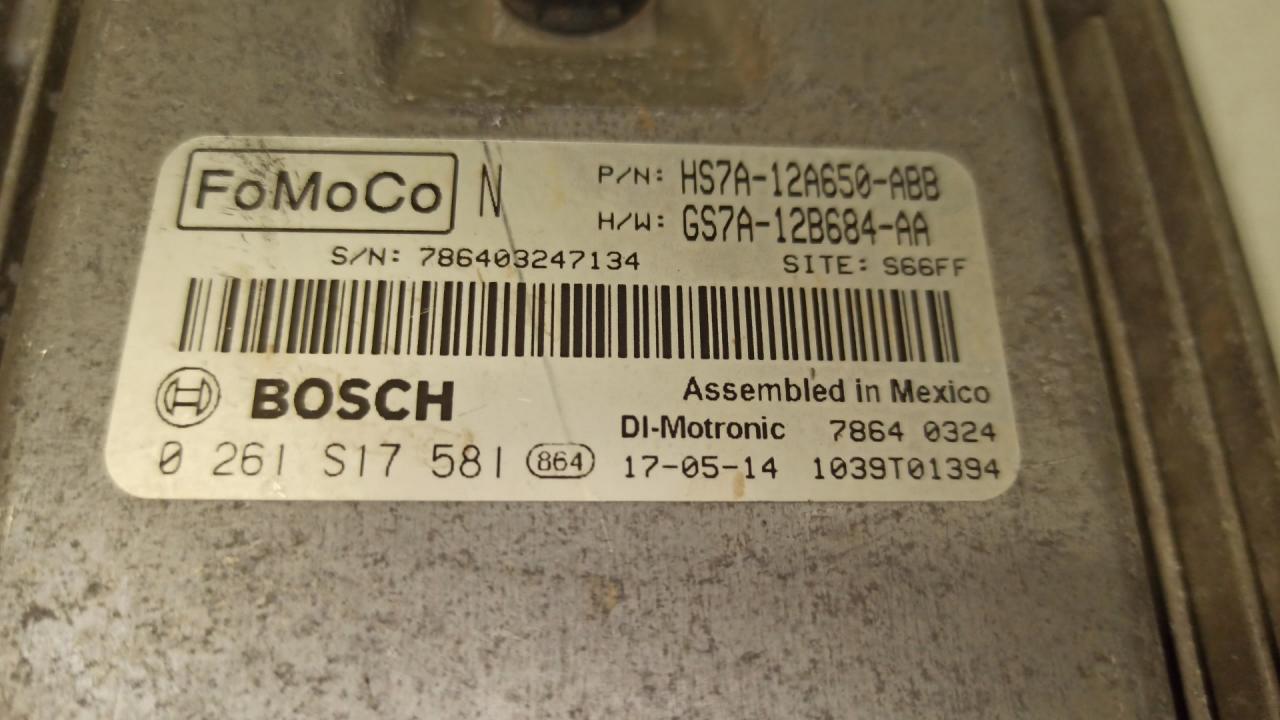 FoMoCo N P/N: HS7A-12A650-ABB
H/W: GS7A-12B684-AA
S/N: 786403247134 SITE: S66FF
BOSCH Assembled in Mexico
DI-Motronic 7864 0324
0 261 S17 581 864 17-05-14 1039T01394